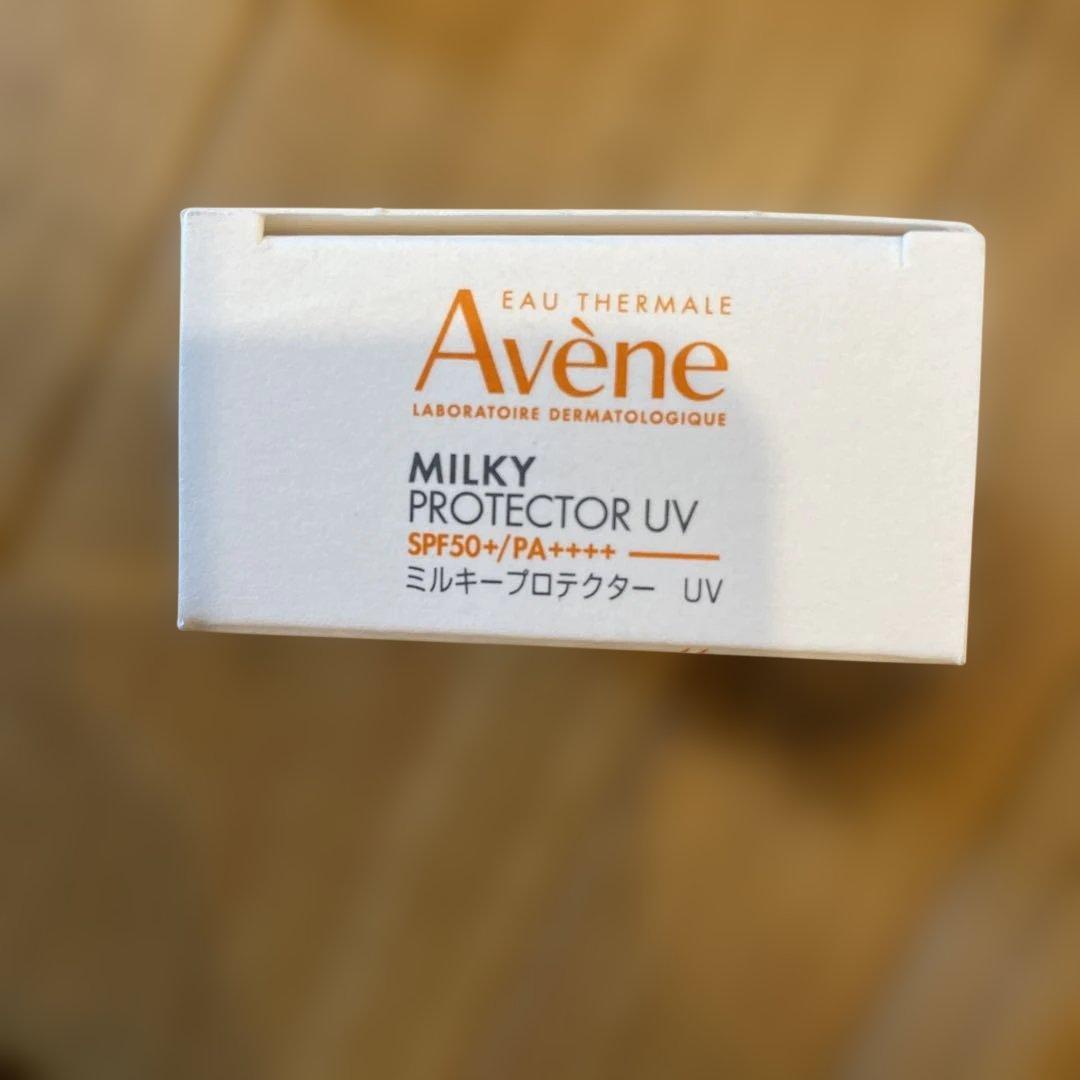 EAU THERMALE
Avène
LABORATOIRE DERMATOLOGIQUE
MILKY
PROTECTOR UV
SPF50+/PA++++
ミルキープロテクター UV